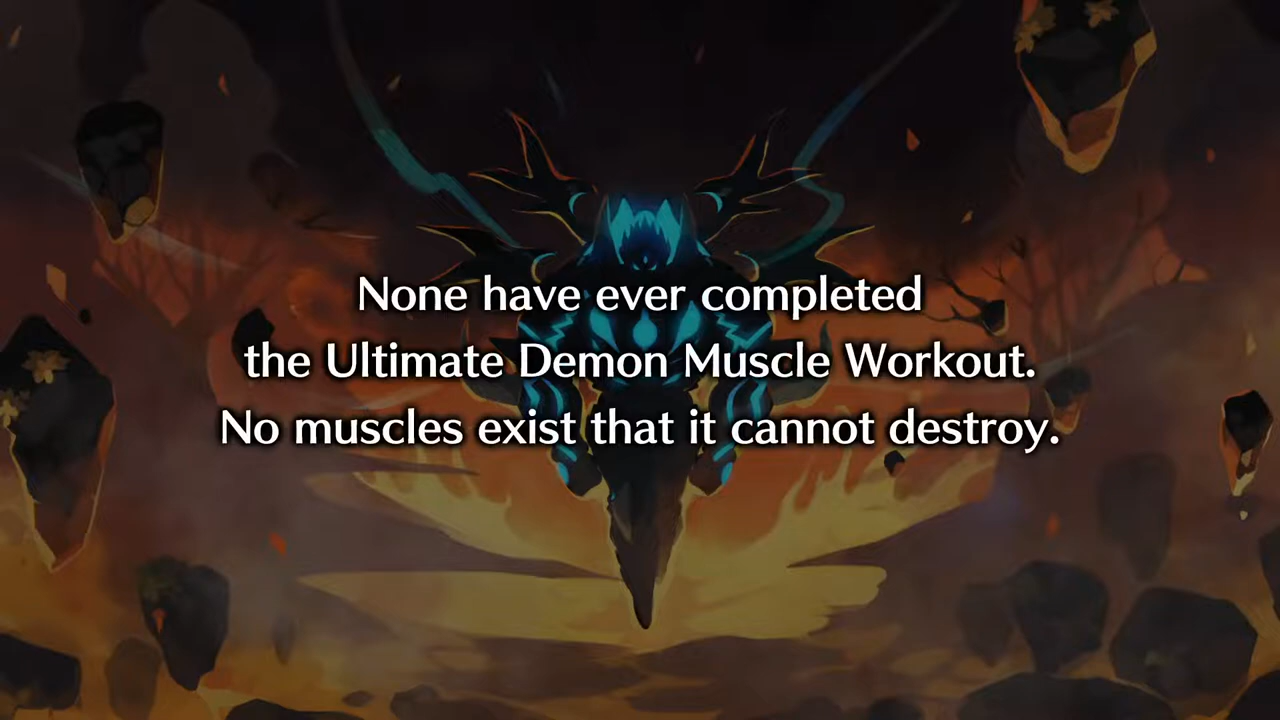 None have ever completed
the Ultimate Demon Muscle Workout.
No muscles exist that it cannot destroy.